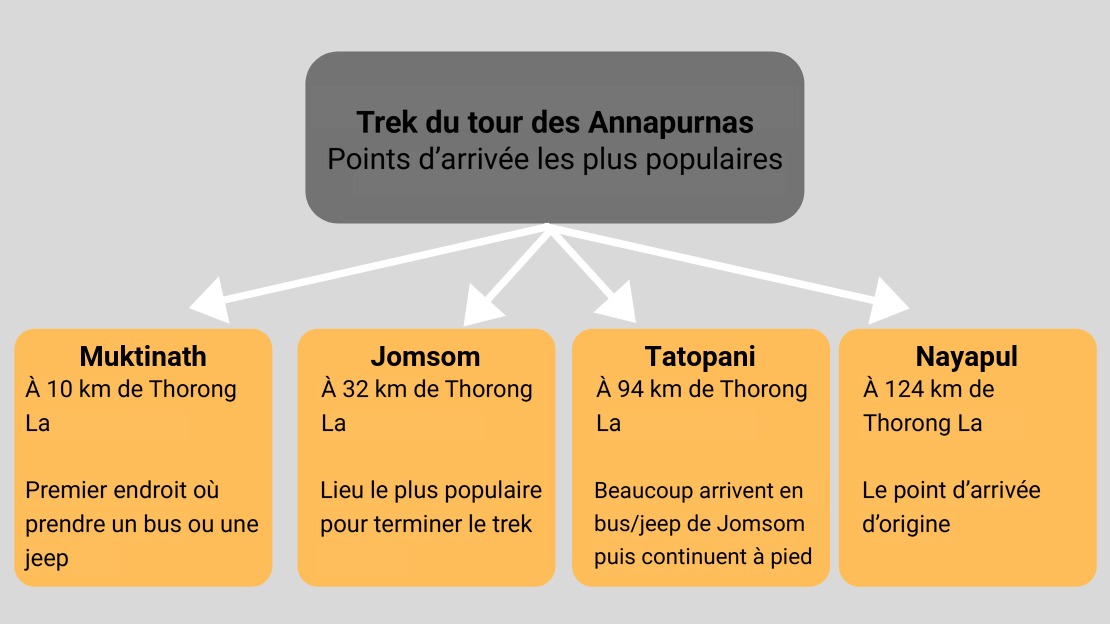 Trek du tour des Annapurnas
Points d’arrivée les plus populaires
Muktinath
À 10 km de Thorong
La
Premier endroit où
prendre un bus ou une
jeep
Jomsom
À 32 km de Thorong
La
Lieu le plus populaire
pour terminer le trek
Tatopani
À 94 km de Thorong
La
Beaucoup arrivent en
bus/jeep de Jomsom
puis continuent à pied
Nayapul
À 124 km de
Thorong La
Le point d’arrivée
d’origine